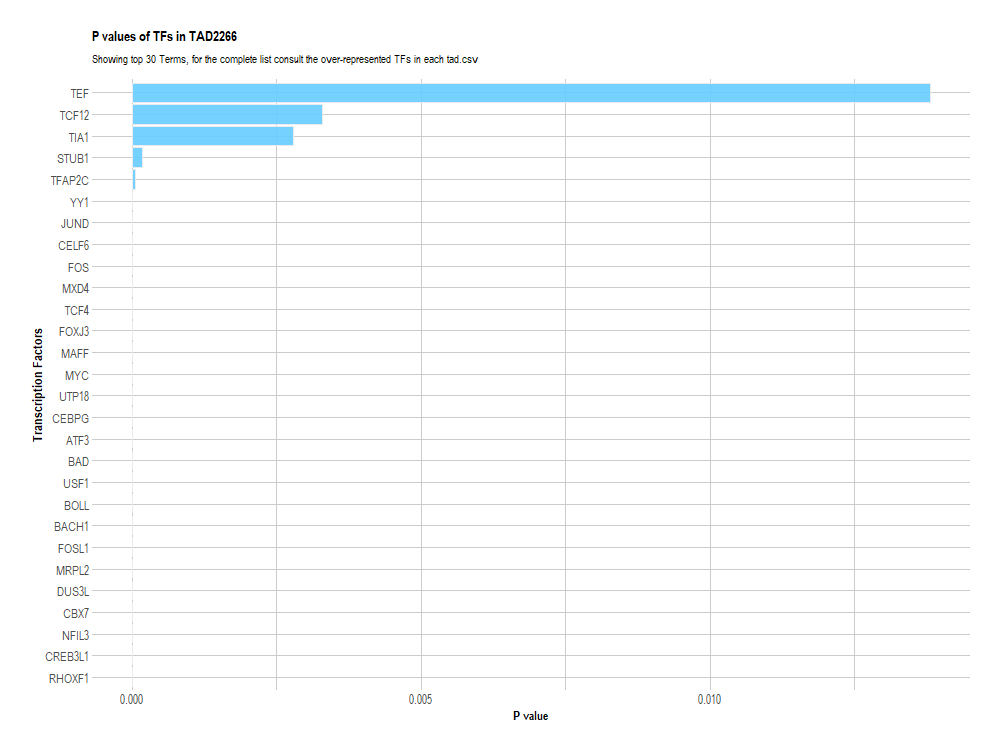 P values of TFs in TAD2266
Showing top 30 Terms, for the complete list consult the over-represented TFs in each tad.csv
Transcription Factors
TEF
TCF12
TIA1
STUB1
TFAP2C
YY1
JUND
CELF6
FOS
MXD4
TCF4
FOXJ3
MAFF
MYC
UTP18
CEBPG
ATF3
BAD
USF1
BOLL
BACH1
FOSL1
MRPL2
DUS3L
CBX7
NFIL3
CREB3L1
RHOXF1
0.000 0.005 0.010
P value